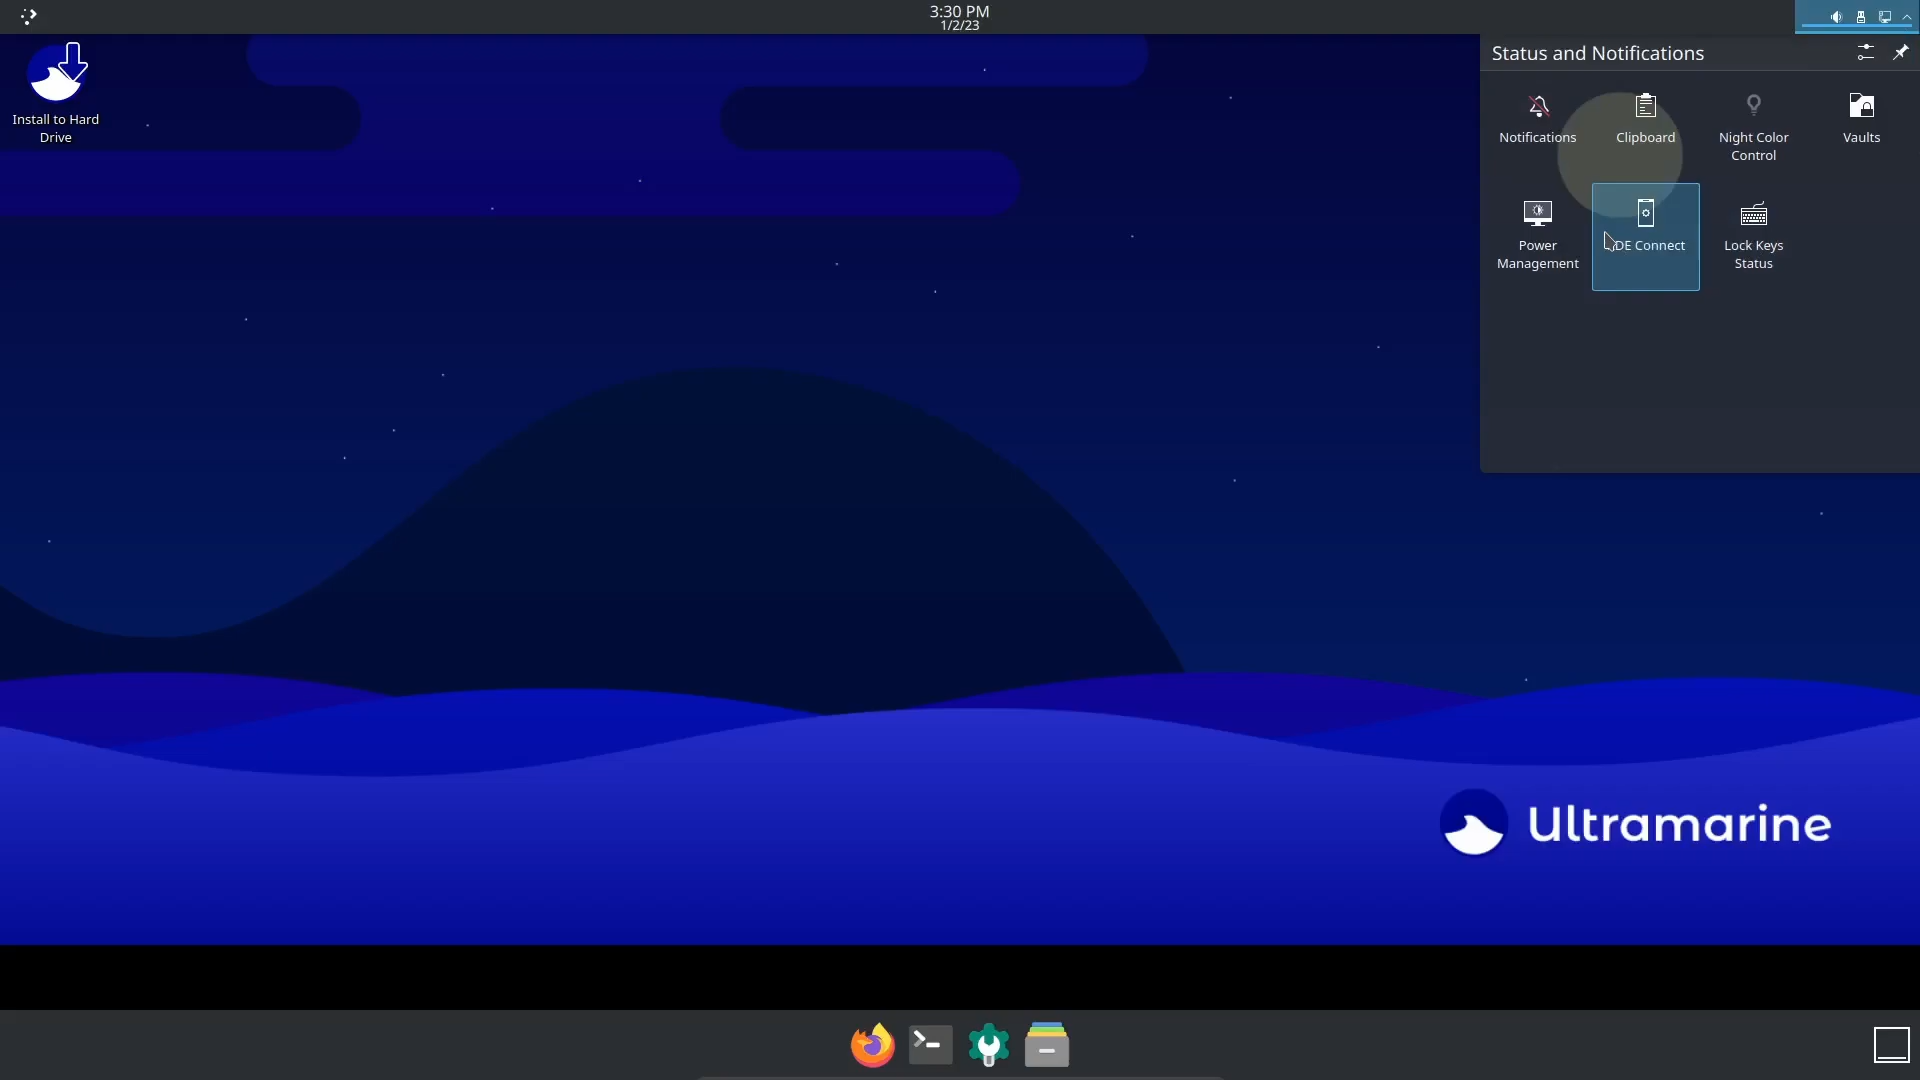 3:30 PM
1/2/23
Install to Hard
Drive
Status and Notifications
Notifications
Clipboard
Night Color
Control
Vaults
Power
Management
DE Connect
Lock Keys
Status
Ultramarine